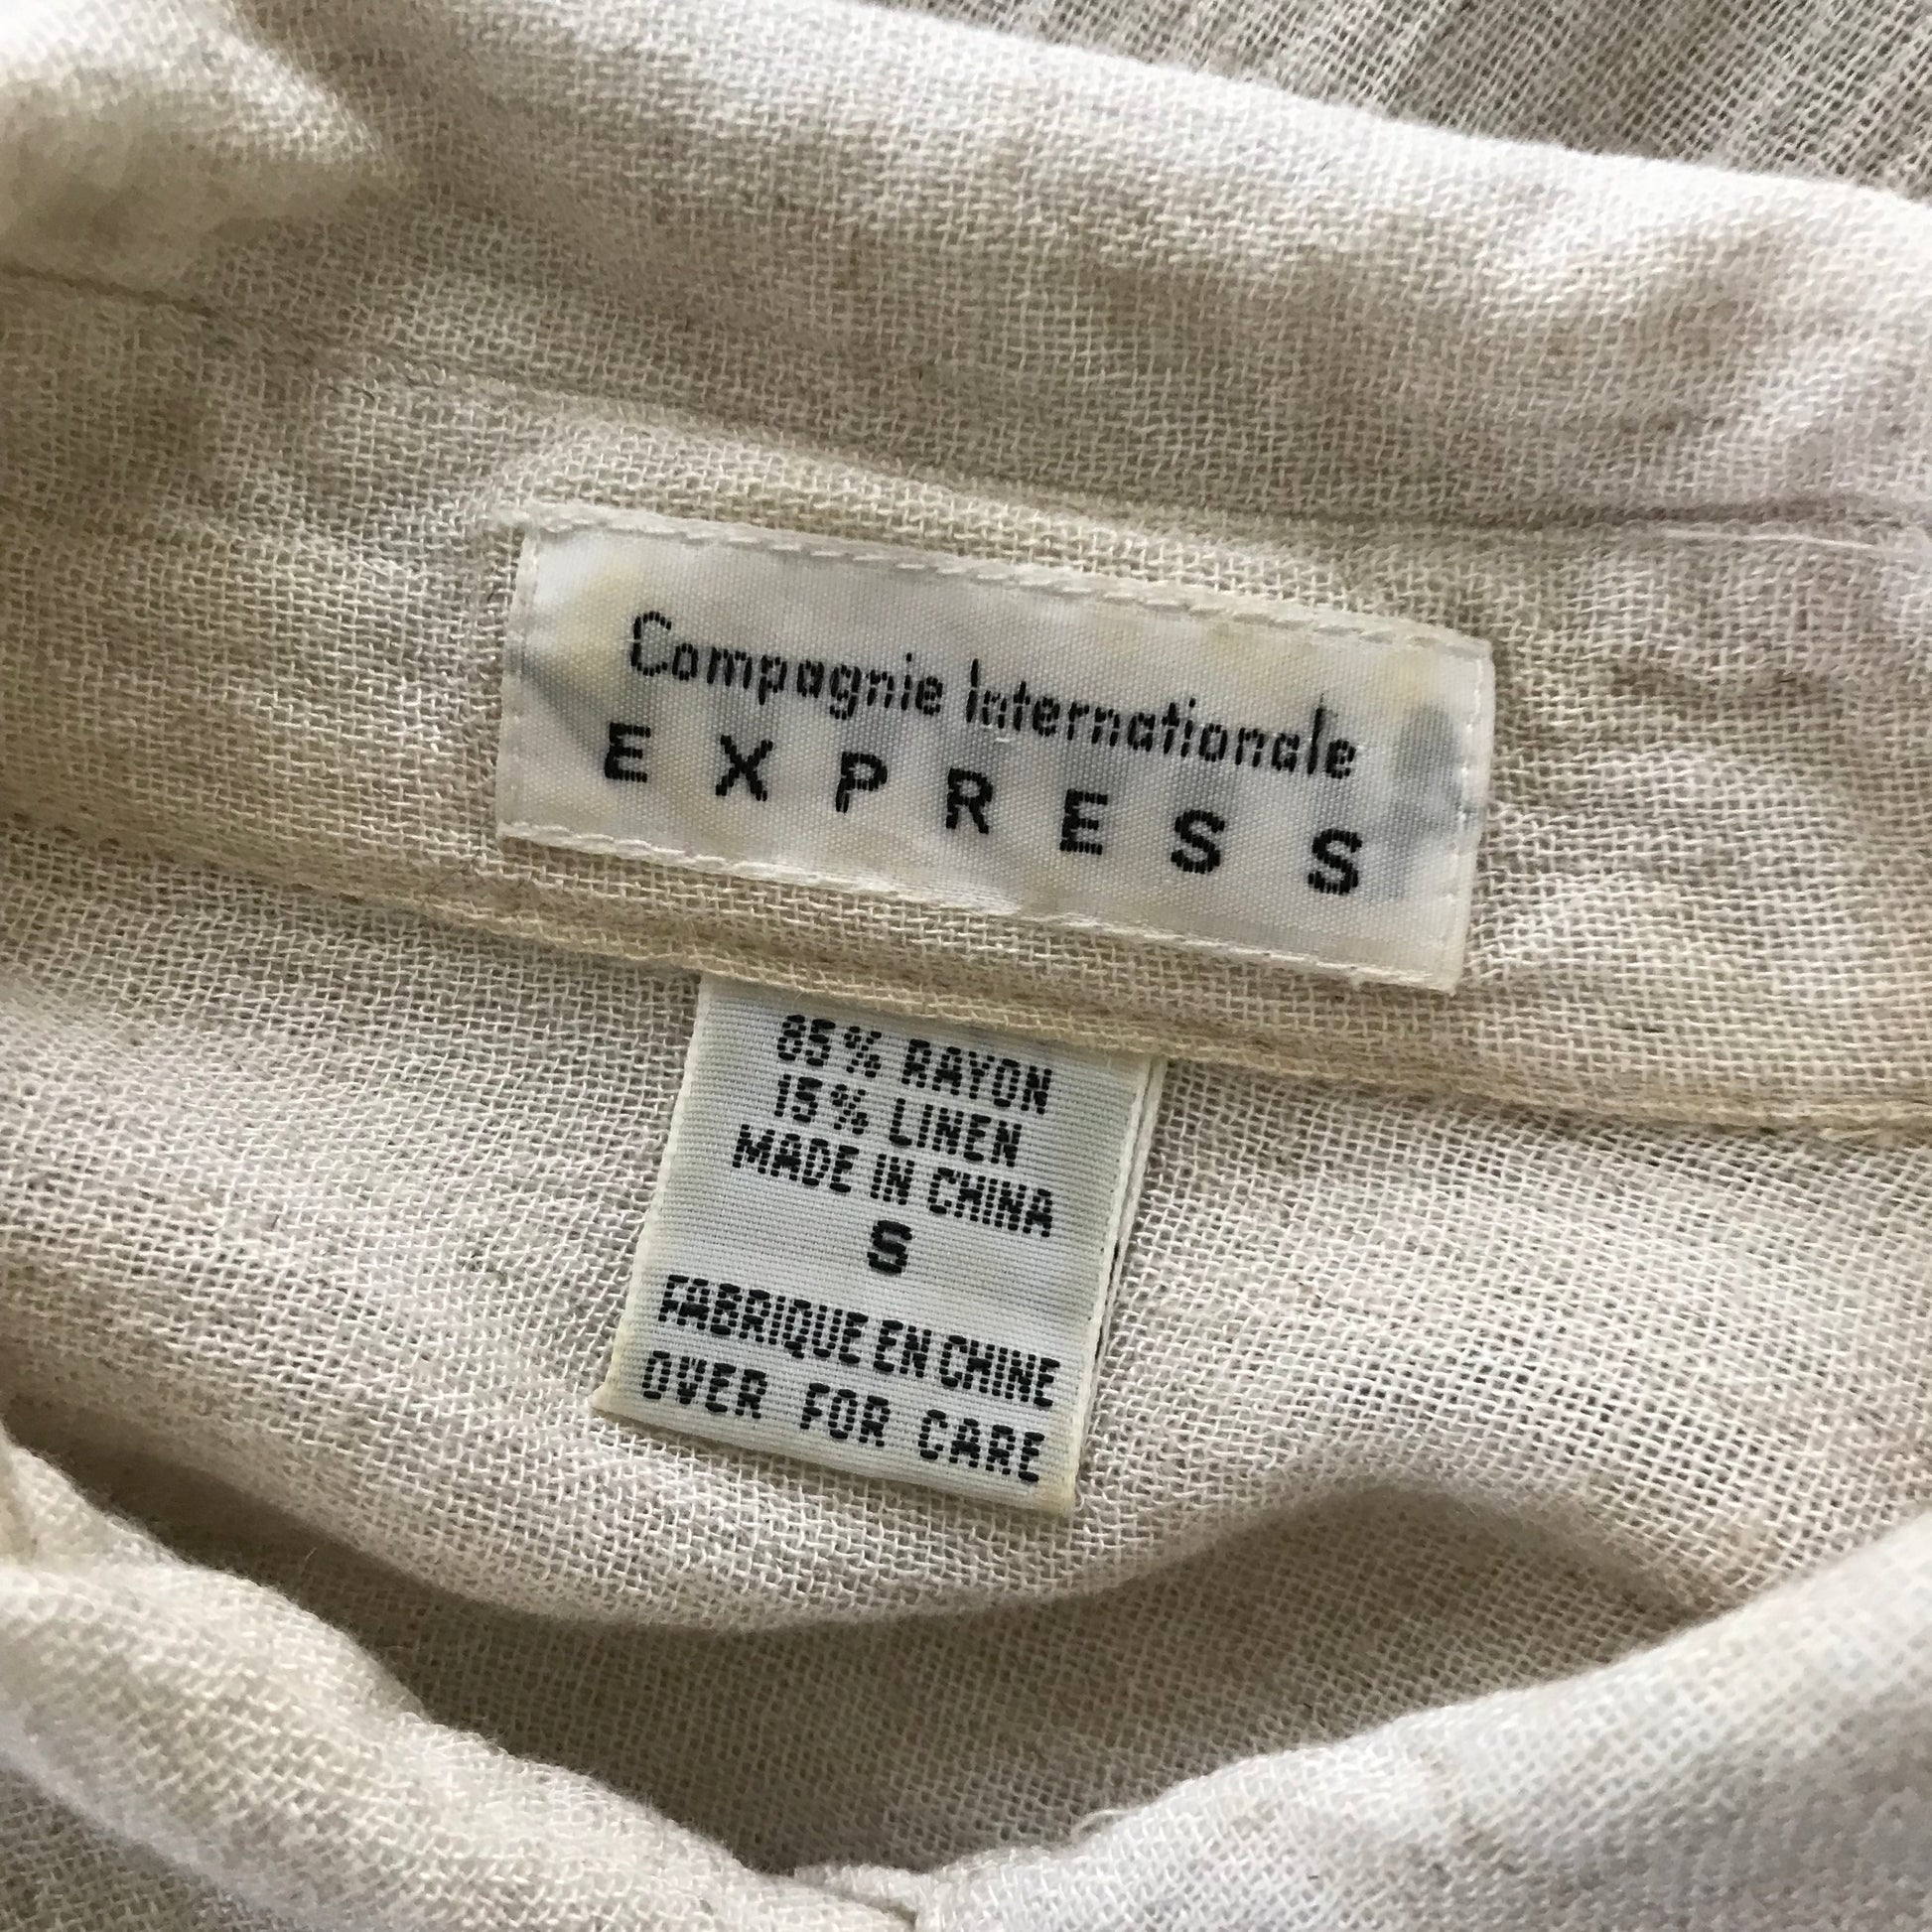 Compagnie Internationale
EXPRESS
85% RAYON
15% LINEN
MADE IN CHINA
S
FABRIQUE EN CHINE
OVER FOR CARE